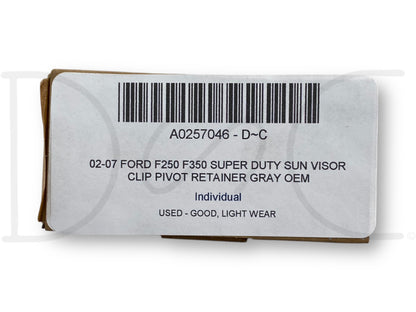 A0257046 - D~C
02-07 FORD F250 F350 SUPER DUTY SUN VISOR
CLIP PIVOT RETAINER GRAY OEM
Individual
USED - GOOD, LIGHT WEAR